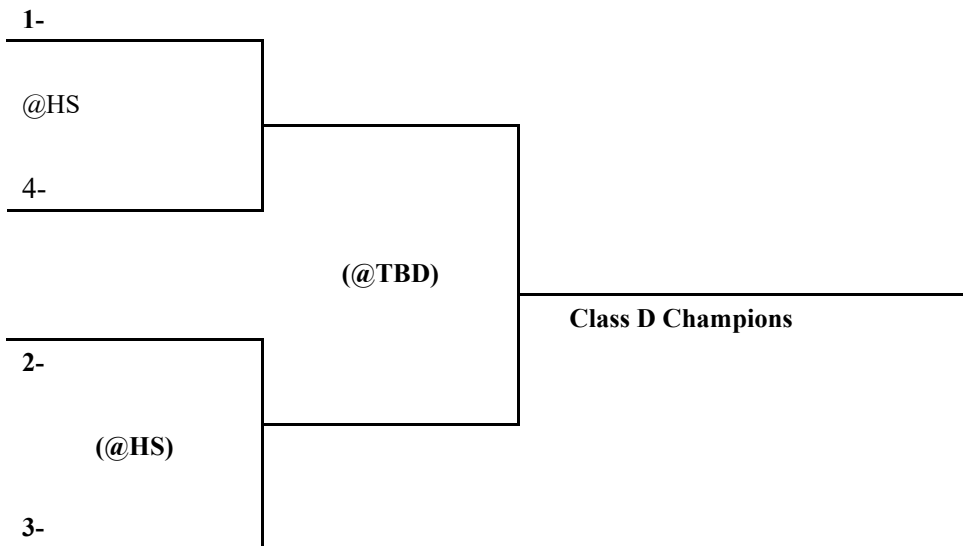 1-
@HS
4-
(@TBD)
Class D Champions
2-
(@HS)
3-